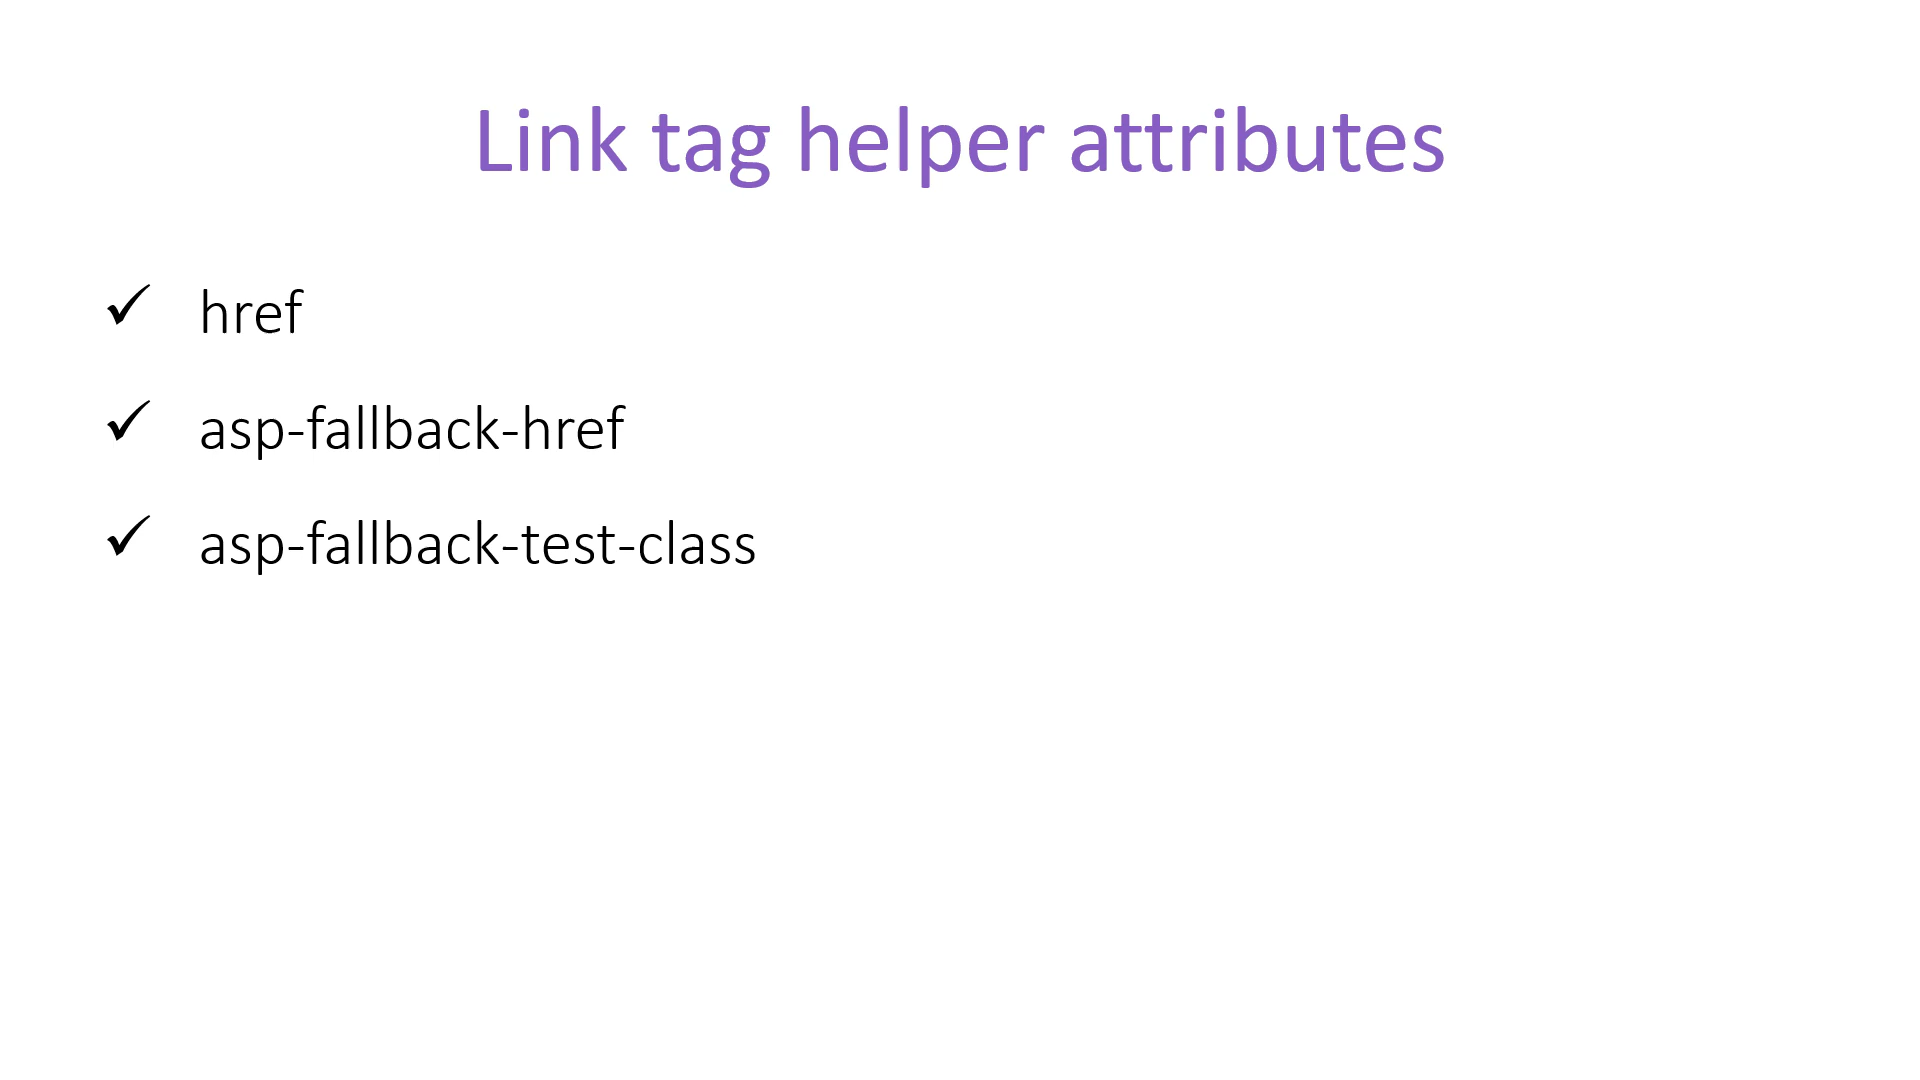 Link tag helper attributes
✓ href
✓ asp-fallback-href
✓ asp-fallback-test-class